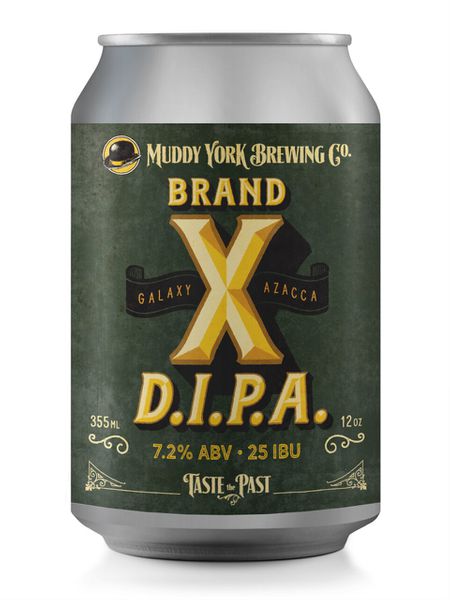 MUDDY YORK BREWING CO.
BRAND
X
GALAXY AZACCA
D.I.P.A.
355ML 12OZ
7.2% ABV • 25 IBU
TASTE the PAST